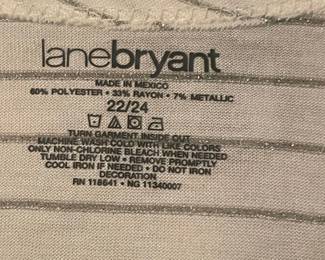 lanebryant
MADE IN MEXICO
60% POLYESTER • 33% RAYON • 7% METALLIC
22/24
TURN GARMENT INSIDE OUT
MACHINE WASH COLD WITH LIKE COLORS
ONLY NON-CHLORINE BLEACH WHEN NEEDED
TUMBLE DRY LOW • REMOVE PROMPTLY
COOL IRON IF NEEDED • DO NOT IRON
DECORATION
RN 118641 • NG 11340007